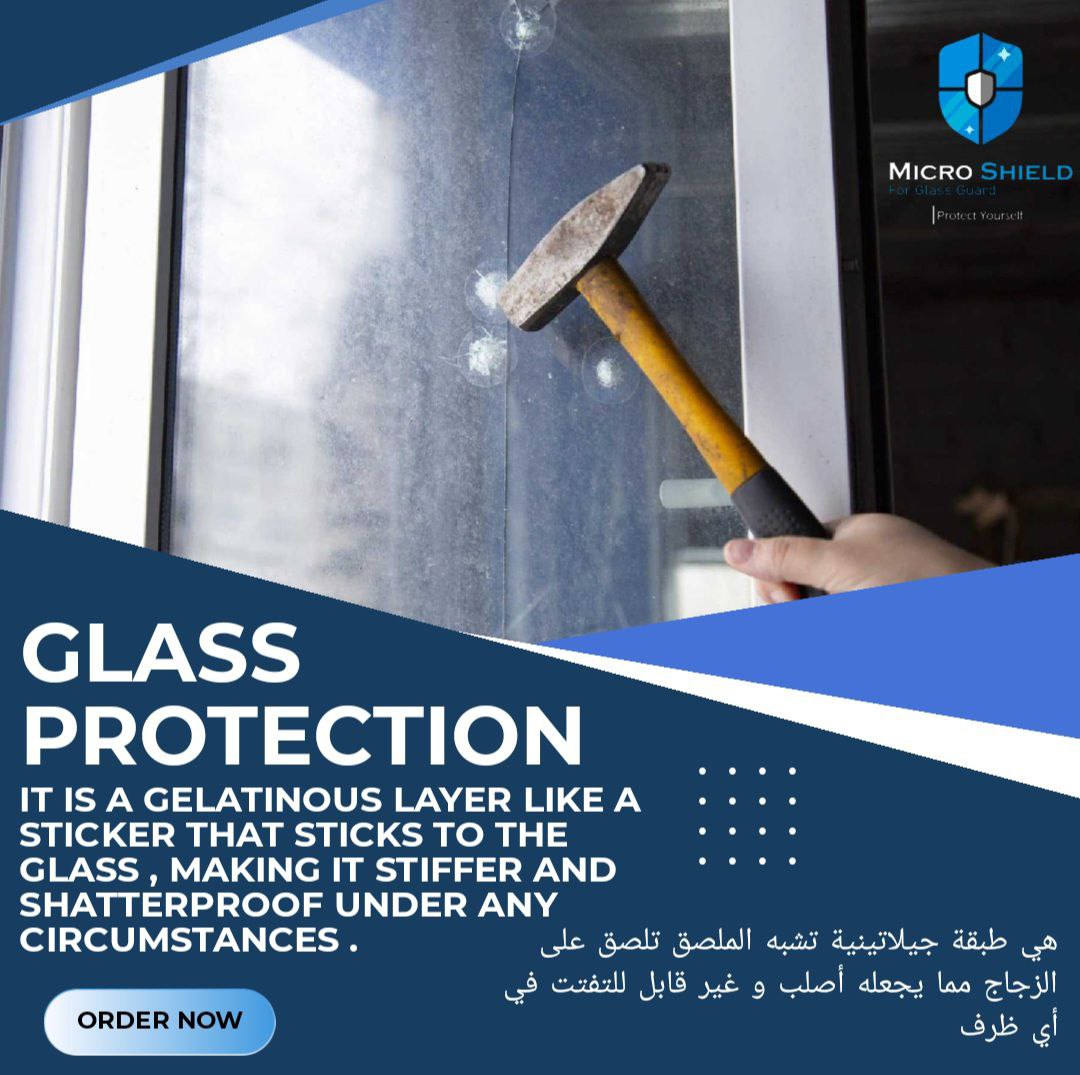 MICRO SHIELD
For Glass Guard
Protect Yourself
GLASS
PROTECTION
IT IS A GELATINOUS LAYER LIKE A
STICKER THAT STICKS TO THE
GLASS , MAKING IT STIFFER AND
SHATTERPROOF UNDER ANY
CIRCUMSTANCES .
هي طبقة جيلاتينية تشبه الملصق تلصق على
الزجاج مما يجعله أصلب و غير قابل للتفتت في
أي ظرف
ORDER NOW